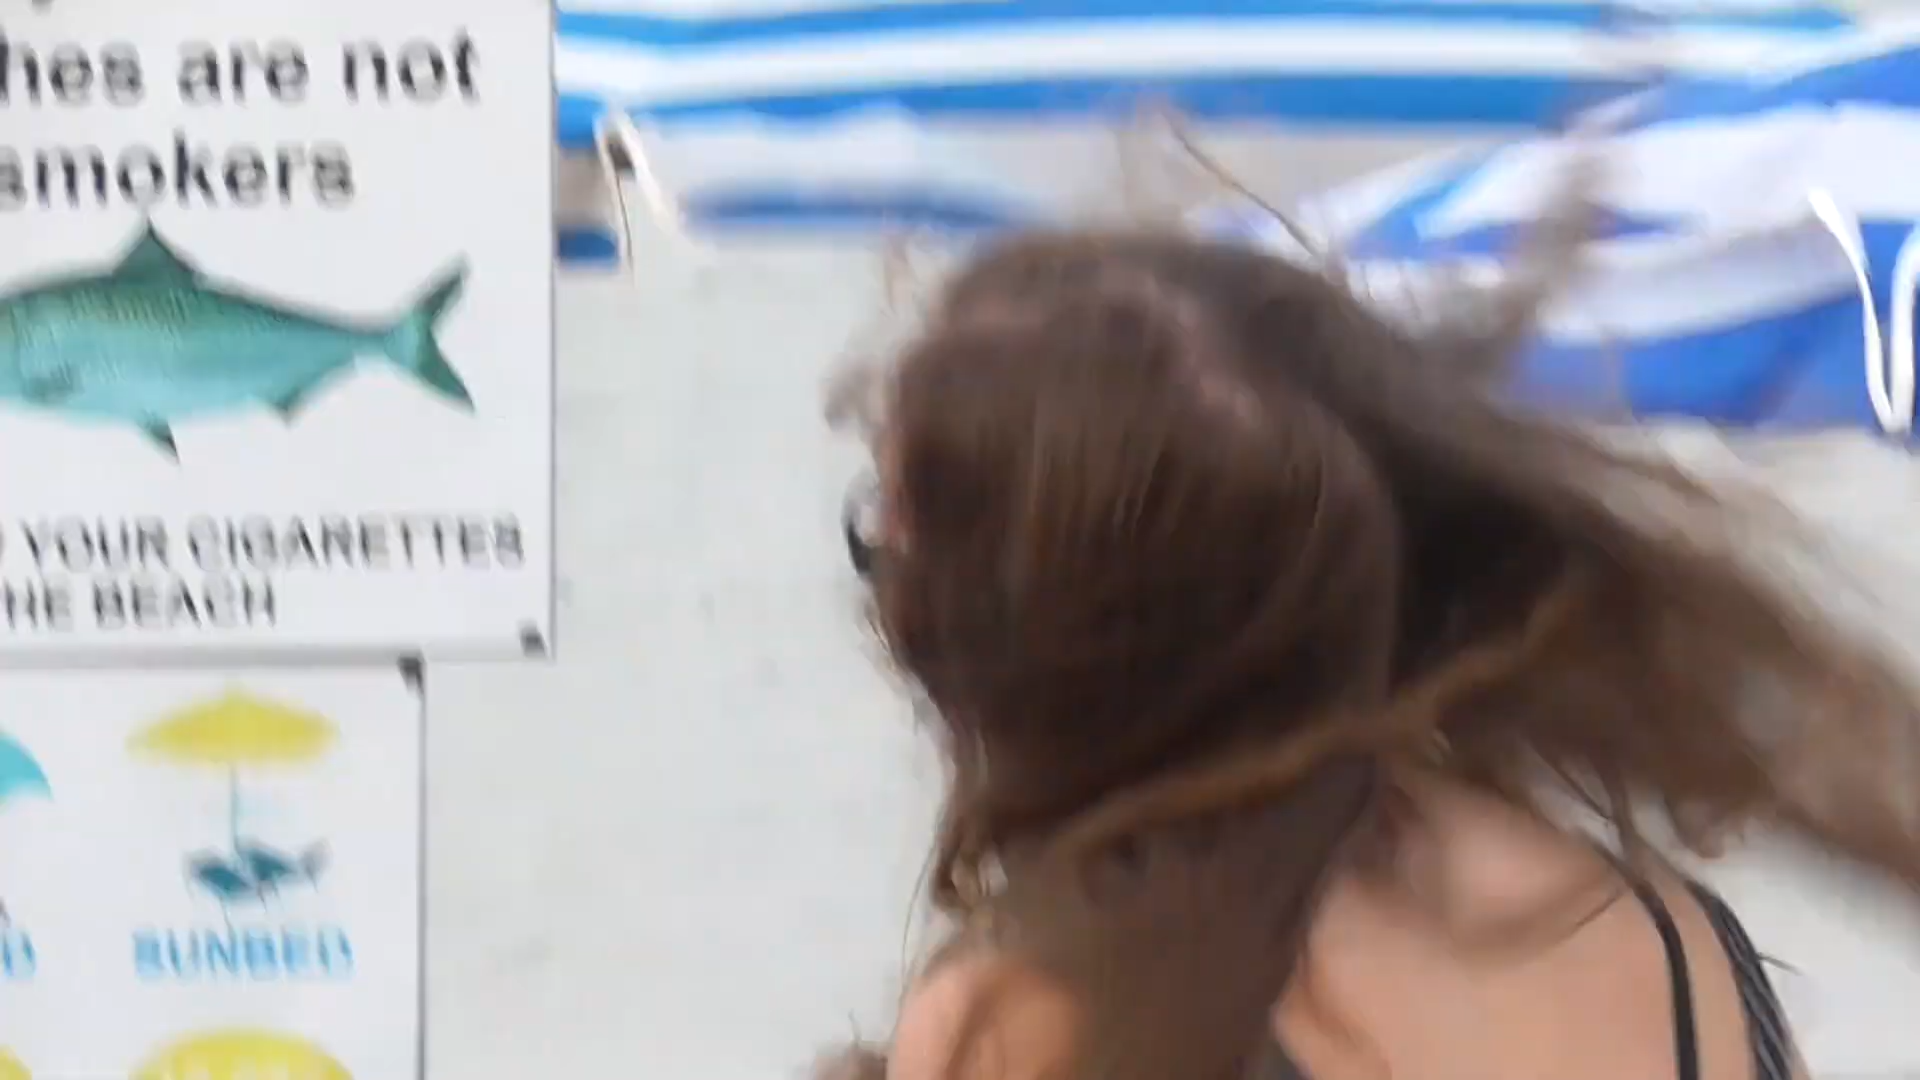 hes are not
smokers
YOUR CIGARETTES
HE BEACH
D SUNBED